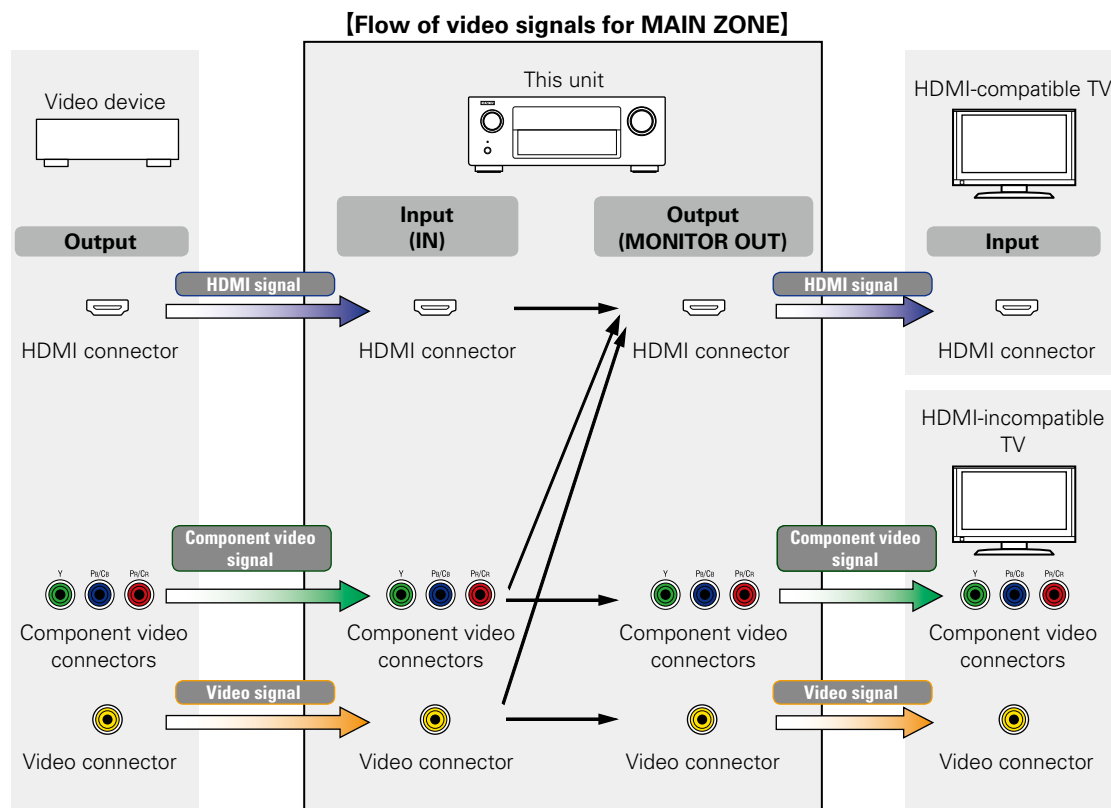 【Flow of video signals for MAIN ZONE】
Video device
This unit
HDMI-compatible TV
Output
Input
(IN)
Output
(MONITOR OUT)
Input
HDMI signal
HDMI signal
HDMI connector
HDMI connector
HDMI connector
HDMI connector
HDMI-incompatible
TV
Component video
signal
Component video
signal
Y PB/CB PR/CR
Y PB/CB PR/CR
Y PB/CB PR/CR
Y PB/CB PR/CR
Component video
connectors
Component video
connectors
Component video
connectors
Component video
connectors
Video signal
Video signal
Video connector
Video connector
Video connector
Video connector